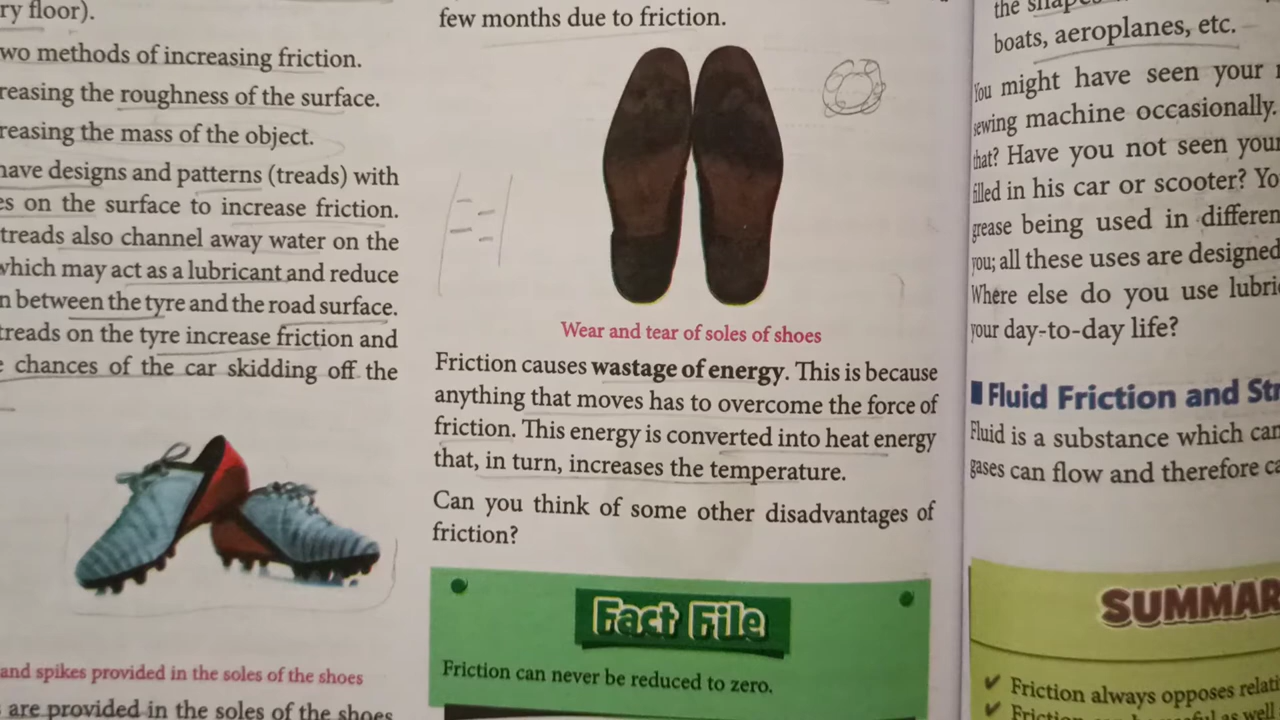 ry floor).
wo methods of increasing friction.
reasing the roughness of the surface.
reasing the mass of the object.
have designs and patterns (treads) with
es on the surface to increase friction.
treads also channel away water on the
which may act as a lubricant and reduce
n between the tyre and the road surface.
treads on the tyre increase friction and
chances of the car skidding off the
and spikes provided in the soles of the shoes
are provided in the soles of the shoes
few months due to friction.
Wear and tear of soles of shoes
Friction causes wastage of energy. This is because
anything that moves has to overcome the force of
friction. This energy is converted into heat energy
that, in turn, increases the temperature.
Can you think of some other disadvantages of
friction?
Fact File
Friction can never be reduced to zero.
the shapes
boats, aeroplanes, etc.
You might have seen your
sewing machine occasionally.
that? Have you not seen your
filled in his car or scooter? Yo
grease being used in differen
you; all these uses are designed
Where else do you use lubri
your day-to-day life?
Fluid Friction and St
Fluid is a substance which can
gases can flow and therefore ca
SUMMAR
✔ Friction always opposes relati
✔ Friction
as well